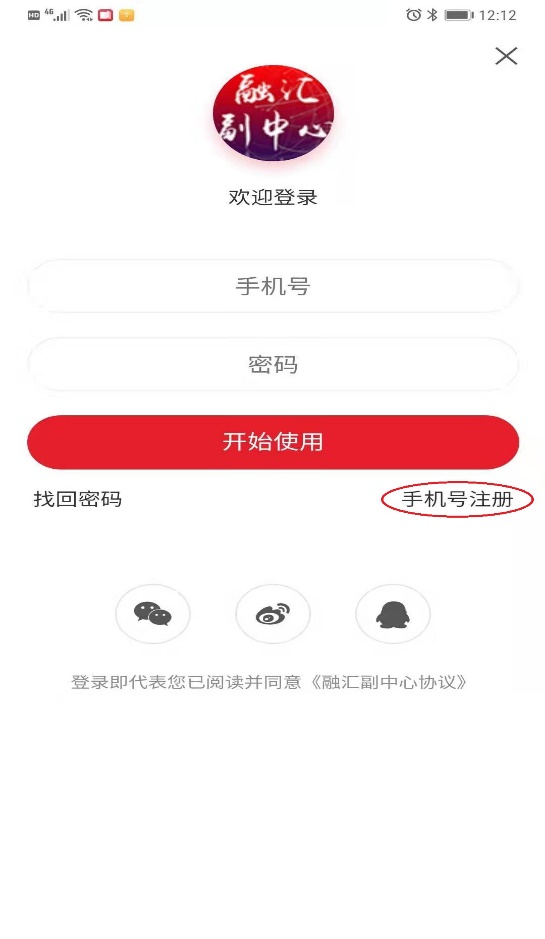 HD 4G 12:12
融汇
副中心
欢迎登录
手机号
密码
开始使用
找回密码 手机号注册
登录即代表您已阅读并同意《融汇副中心协议》